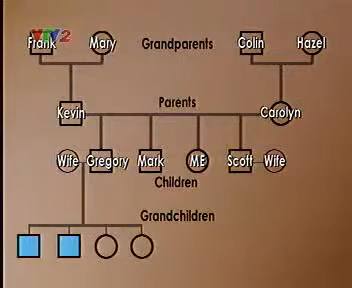 VTV2
Frank Mary Grandparents Colin Hazel
Parents
Kevin Carolyn
Wife Gregory Mark ME Scott Wife
Children
Grandchildren